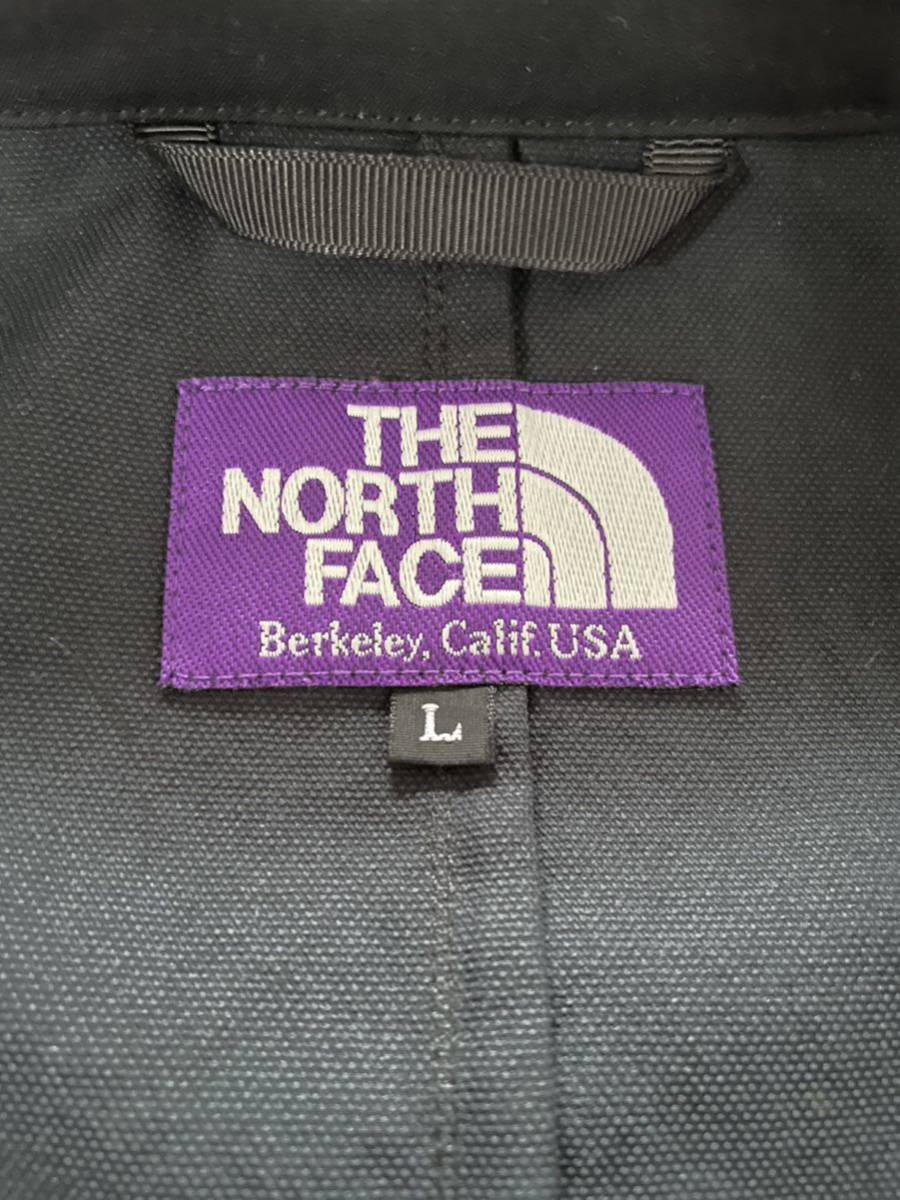 THE
NORTH
FACE
Berkeley, Calif. USA
L